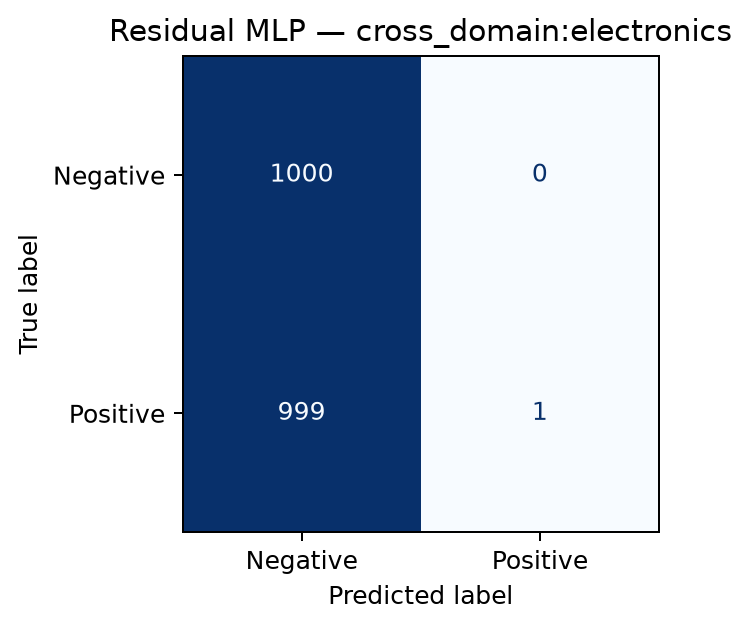 Residual MLP — cross_domain:electronics
True label
Negative
1000
0
Positive
999
1
Negative
Positive
Predicted label